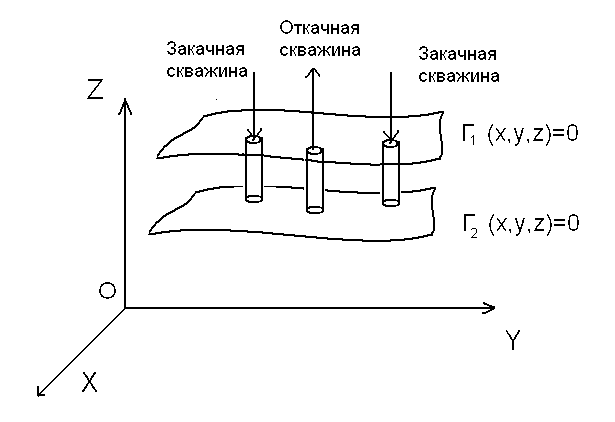 Закачная
скважина
Откачная
скважина
Закачная
скважина
Z
Г₁ (x,y,z)=0
Г₂ (x,y,z)=0
O
Y
X